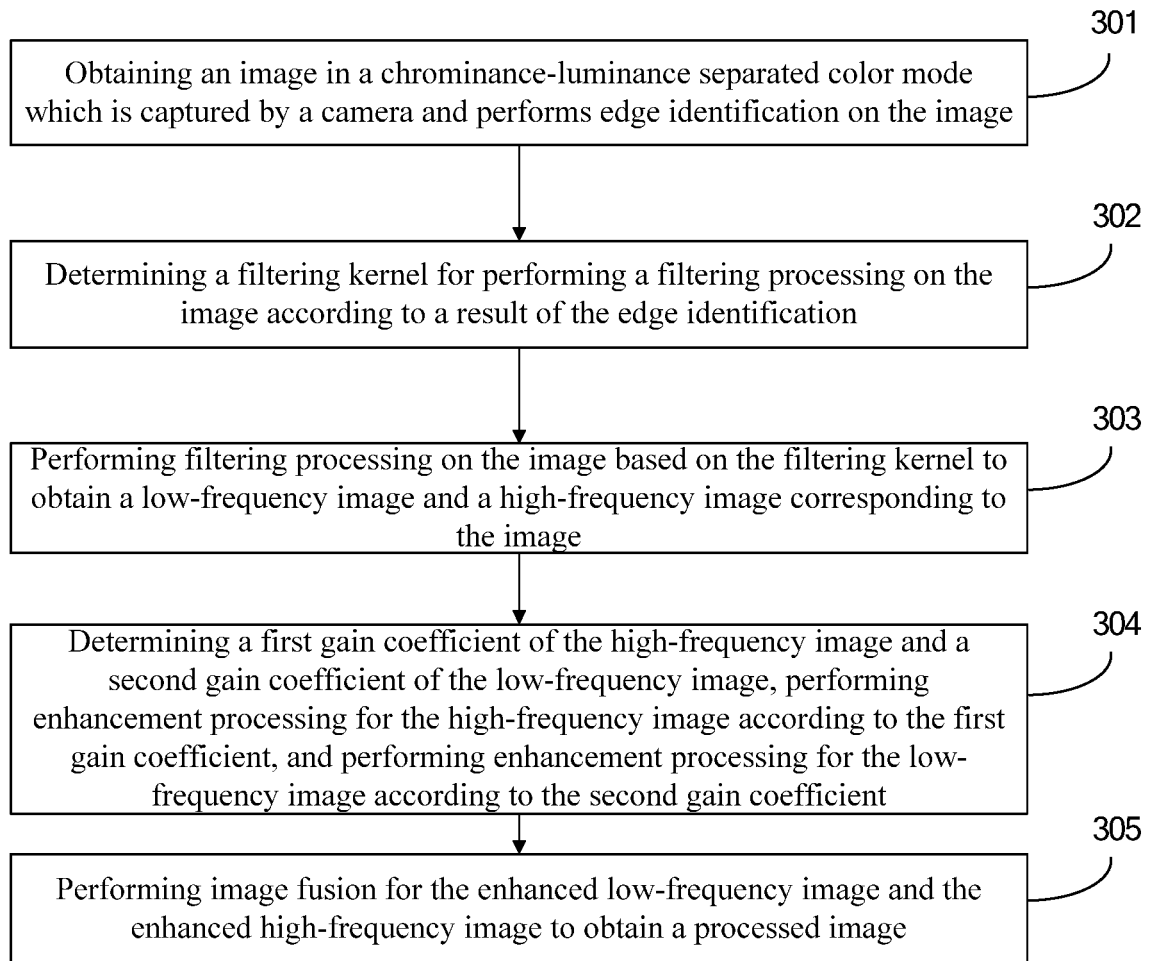 301
Obtaining an image in a chrominance-luminance separated color mode
which is captured by a camera and performs edge identification on the image
302
Determining a filtering kernel for performing a filtering processing on the
image according to a result of the edge identification
303
Performing filtering processing on the image based on the filtering kernel to
obtain a low-frequency image and a high-frequency image corresponding to
the image
304
Determining a first gain coefficient of the high-frequency image and a
second gain coefficient of the low-frequency image, performing
enhancement processing for the high-frequency image according to the first
gain coefficient, and performing enhancement processing for the low-
frequency image according to the second gain coefficient
305
Performing image fusion for the enhanced low-frequency image and the
enhanced high-frequency image to obtain a processed image